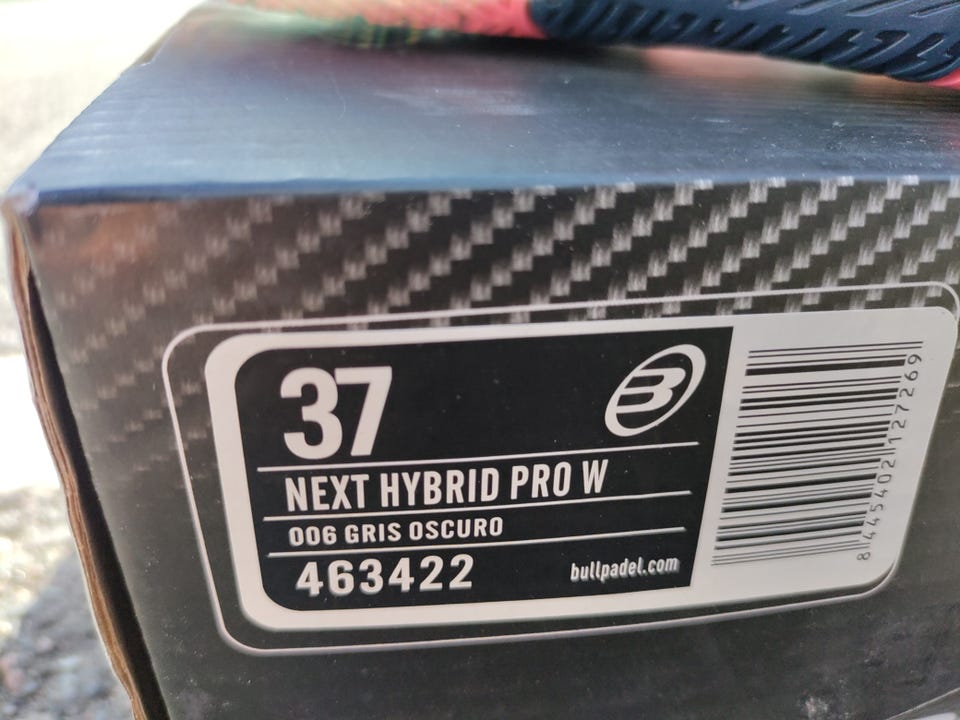 37
NEXT HYBRID PRO W
006 GRIS OSCURO
463422
bullpadel.com
8445402127269